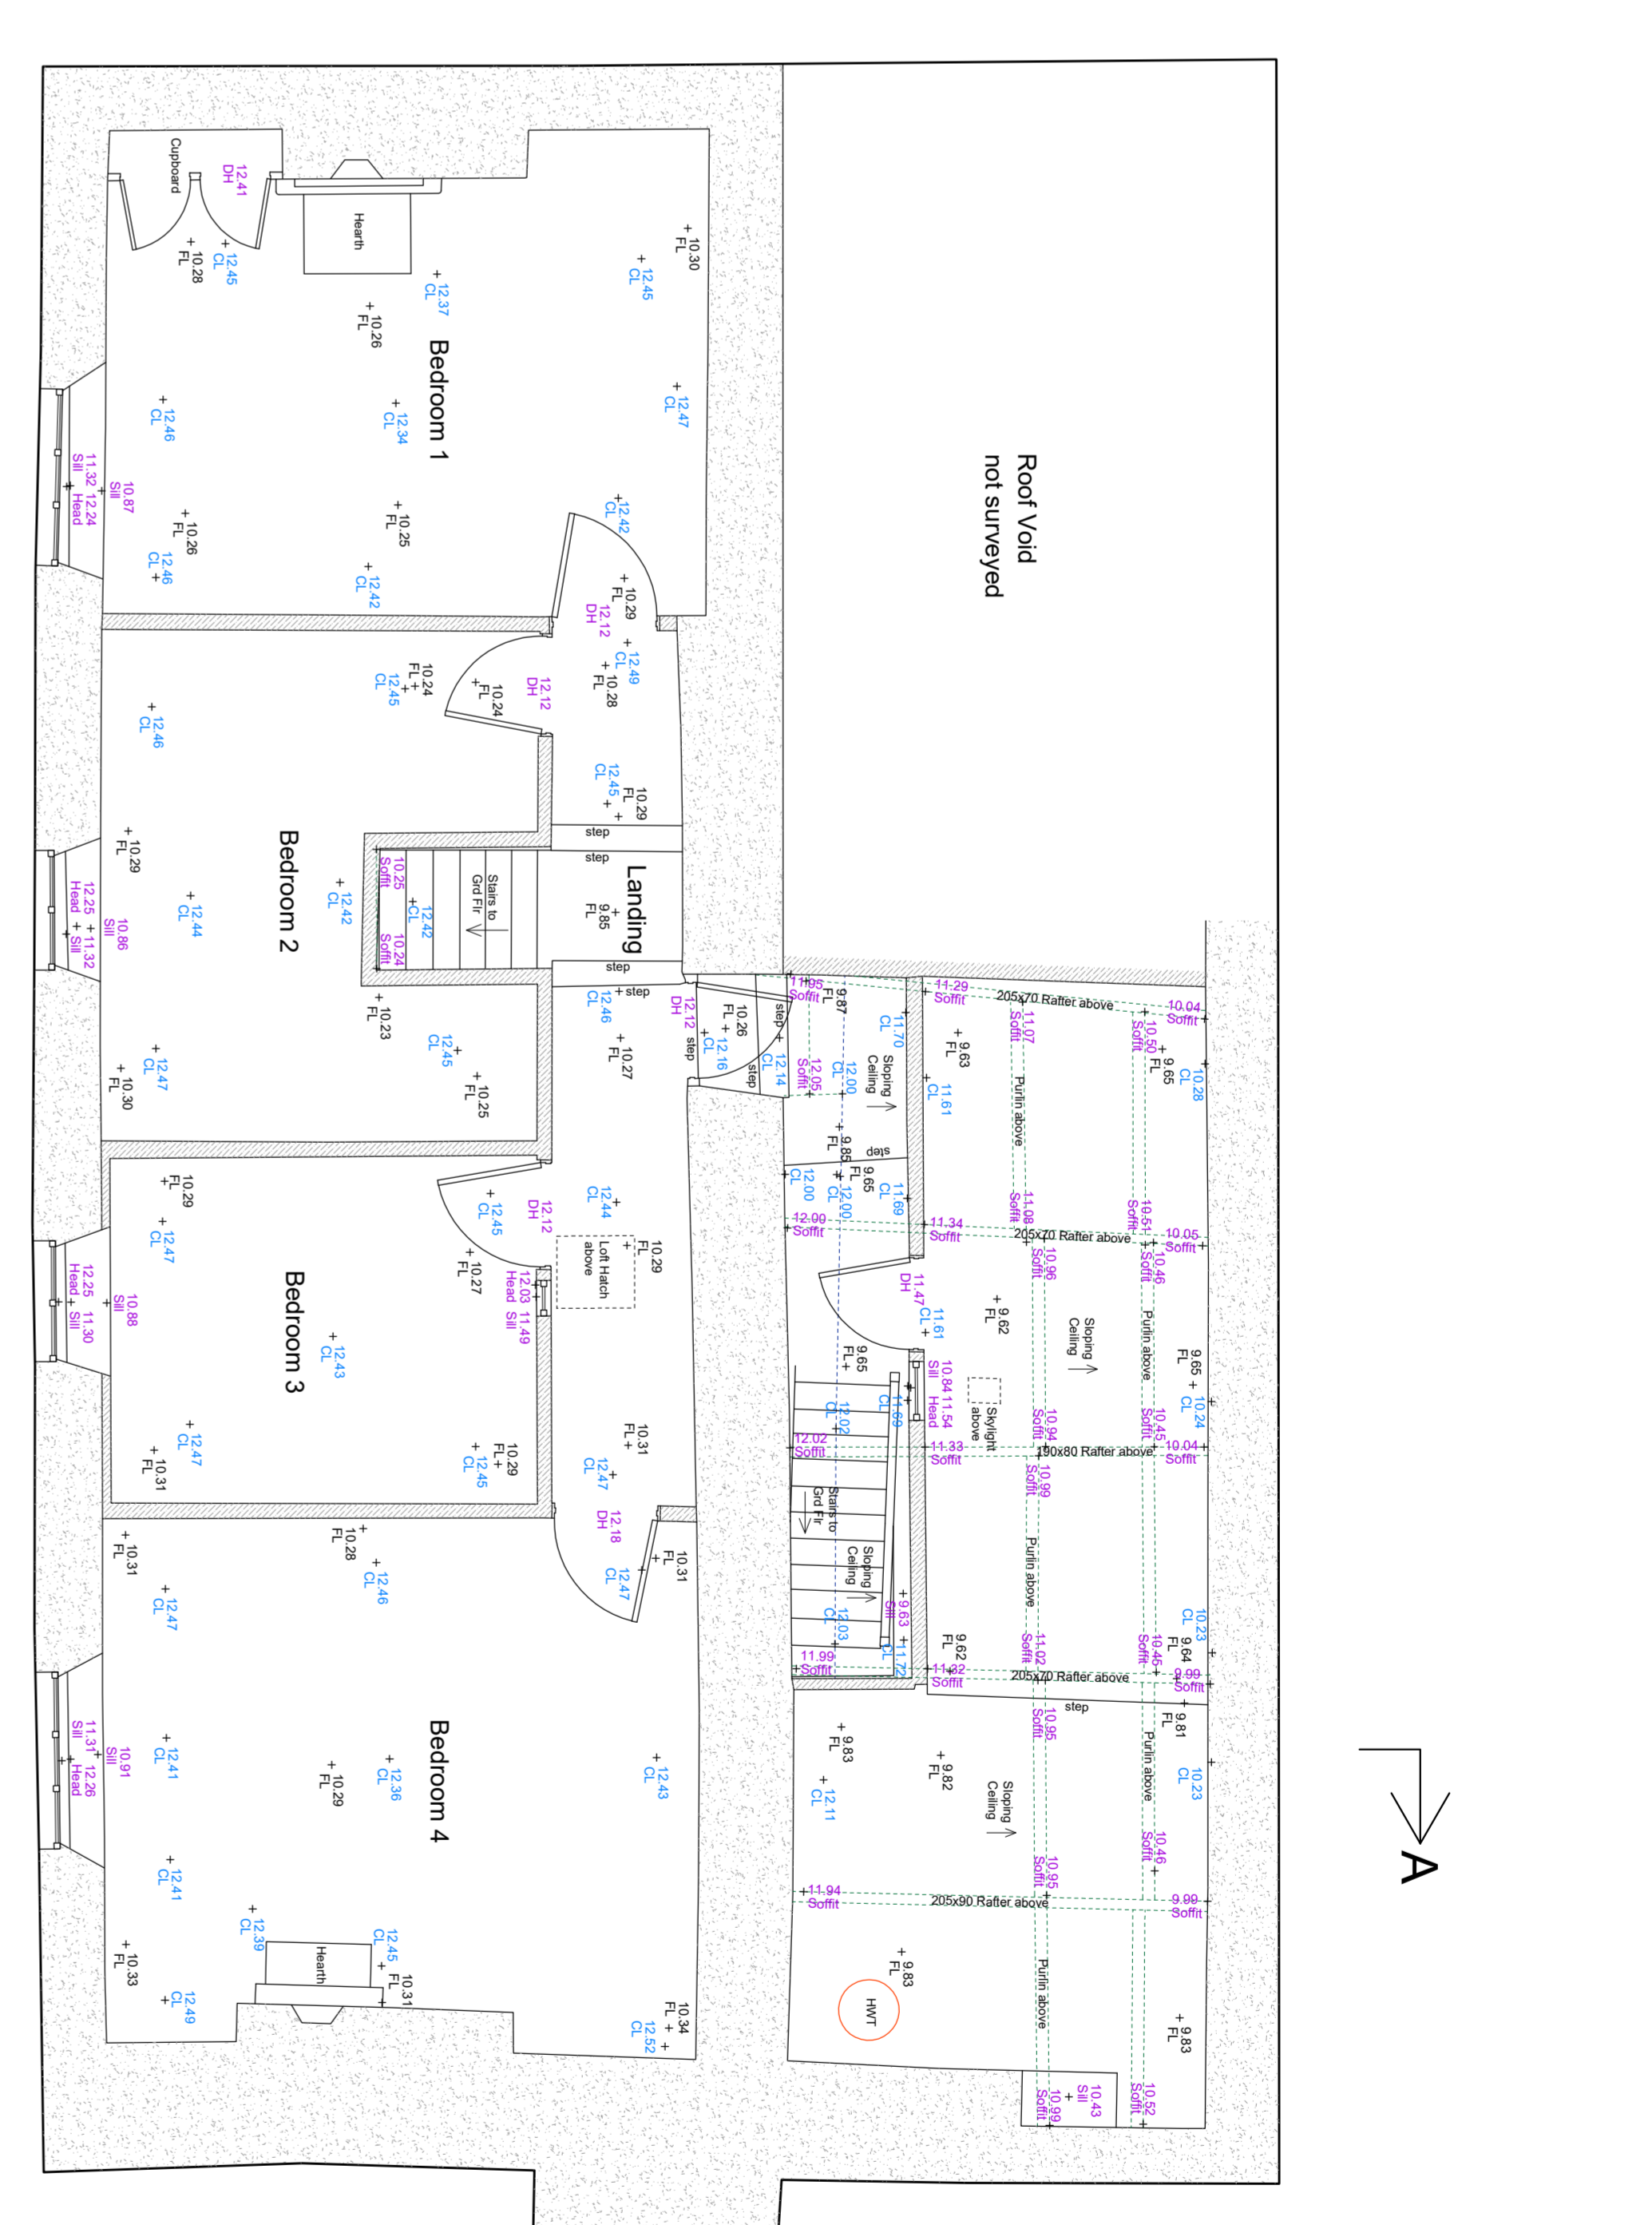 Cupboard
12.41
DH
Hearth
10.28
FL
12.45
CL
12.37
CL
10.26
FL
12.45
CL
10.30
FL
Bedroom 1
12.46
CL
12.34
CL
12.47
CL
11.32
Sill
12.24
Head
10.87
Sill
10.26
FL
12.46
CL
10.25
FL
12.42
CL
12.42
CL
10.29
FL
12.12
DH
12.49
CL
10.28
FL
12.12
DH
10.24
FL
10.24
FL
12.45
CL
12.46
CL
12.45
CL
10.29
FL
step
step
Landing
9.85
FL
step
step
Stairs to
Grd Flr
10.25
Soffit
12.42
CL
10.24
Soffit
Bedroom 2
12.42
CL
12.44
CL
10.29
FL
12.25
Head
11.32
Sill
10.86
Sill
10.23
FL
12.45
CL
12.47
CL
10.30
FL
10.25
FL
12.46
CL
10.27
FL
12.12
DH
step
10.26
FL
12.16
CL
step
step
12.14
CL
Roof Void
not surveyed
11.95
Soffit
9.87
FL
11.70
CL
12.05
Soffit
12.00
CL
Sloping
Ceiling
9.85
FL
step
9.65
FL
12.00
CL
12.00
CL
11.69
CL
12.00
Soffit
11.29
Soffit
205x70 Rafter above
10.04
Soffit
9.63
FL
11.07
Soffit
10.50
Soffit
9.65
FL
10.28
CL
11.61
CL
Purlin above
11.08
Soffit
10.51
Soffit
11.34
Soffit
205x70 Rafter above
10.05
Soffit
10.96
Soffit
10.46
Soffit
11.47
DH
11.61
CL
9.62
FL
Sloping
Ceiling
Purlin above
9.65
FL
10.24
CL
9.65
FL
10.84
Sill
11.54
Head
Skylight
above
11.69
CL
12.02
CL
10.94
Soffit
10.45
Soffit
12.02
Soffit
11.33
Soffit
190x80 Rafter above
10.04
Soffit
10.99
Soffit
Stairs to
Grd Flr
Sloping
Ceiling
Purlin above
9.63
Sill
12.03
CL
11.72
CL
9.62
FL
11.02
Soffit
10.45
Soffit
9.64
FL
10.23
CL
11.99
Soffit
11.32
Soffit
205x70 Rafter above
9.99
Soffit
step
10.29
FL
12.47
CL
12.45
CL
12.12
DH
10.27
FL
12.44
CL
Loft Hatch
above
10.29
FL
12.03
Head
11.49
Sill
Bedroom 3
12.25
Head
11.30
Sill
10.88
Sill
12.43
CL
12.47
CL
10.31
FL
12.45
CL
10.29
FL
10.31
FL
12.47
CL
12.18
DH
12.47
CL
10.31
FL
10.31
FL
10.28
FL
12.46
CL
12.47
CL
Bedroom 4
11.31
Sill
12.26
Head
10.91
Sill
12.41
CL
10.29
FL
12.36
CL
12.43
CL
12.41
CL
12.39
CL
Hearth
12.45
CL
10.31
FL
10.33
FL
12.49
CL
10.34
FL
12.52
CL
9.83
FL
12.11
CL
9.82
FL
10.95
Soffit
Sloping
Ceiling
Purlin above
9.81
FL
10.23
CL
10.95
Soffit
10.46
Soffit
11.94
Soffit
205x90 Rafter above
9.99
Soffit
9.83
FL
HWT
Purlin above
9.83
FL
10.99
Soffit
10.43
Sill
10.52
Soffit
A